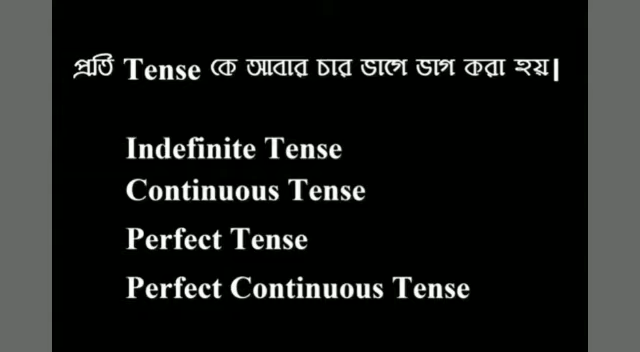 প্রতি Tense কে আবার চার ভাগে ভাগ করা হয়।
Indefinite Tense
Continuous Tense
Perfect Tense
Perfect Continuous Tense